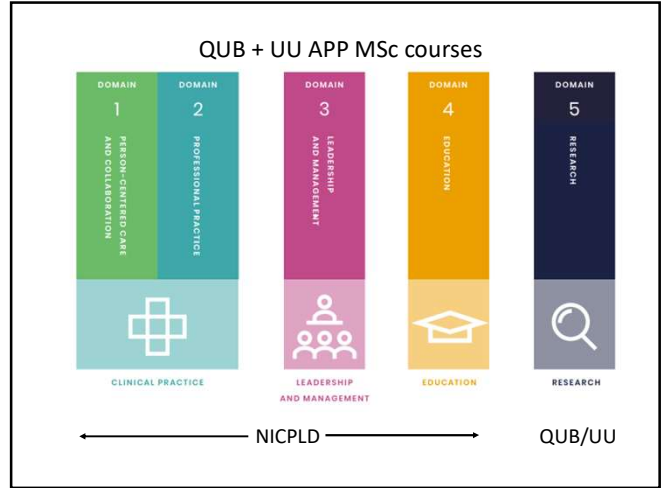 QUB + UU APP MSc courses
DOMAIN
1
PERSON-CENTERED CARE
AND COLLABORATION
DOMAIN
2
PROFESSIONAL PRACTICE
DOMAIN
3
LEADERSHIP
AND MANAGEMENT
DOMAIN
4
EDUCATION
DOMAIN
5
RESEARCH
CLINICAL PRACTICE
LEADERSHIP
AND MANAGEMENT
EDUCATION
RESEARCH
NICPLD
QUB/UU